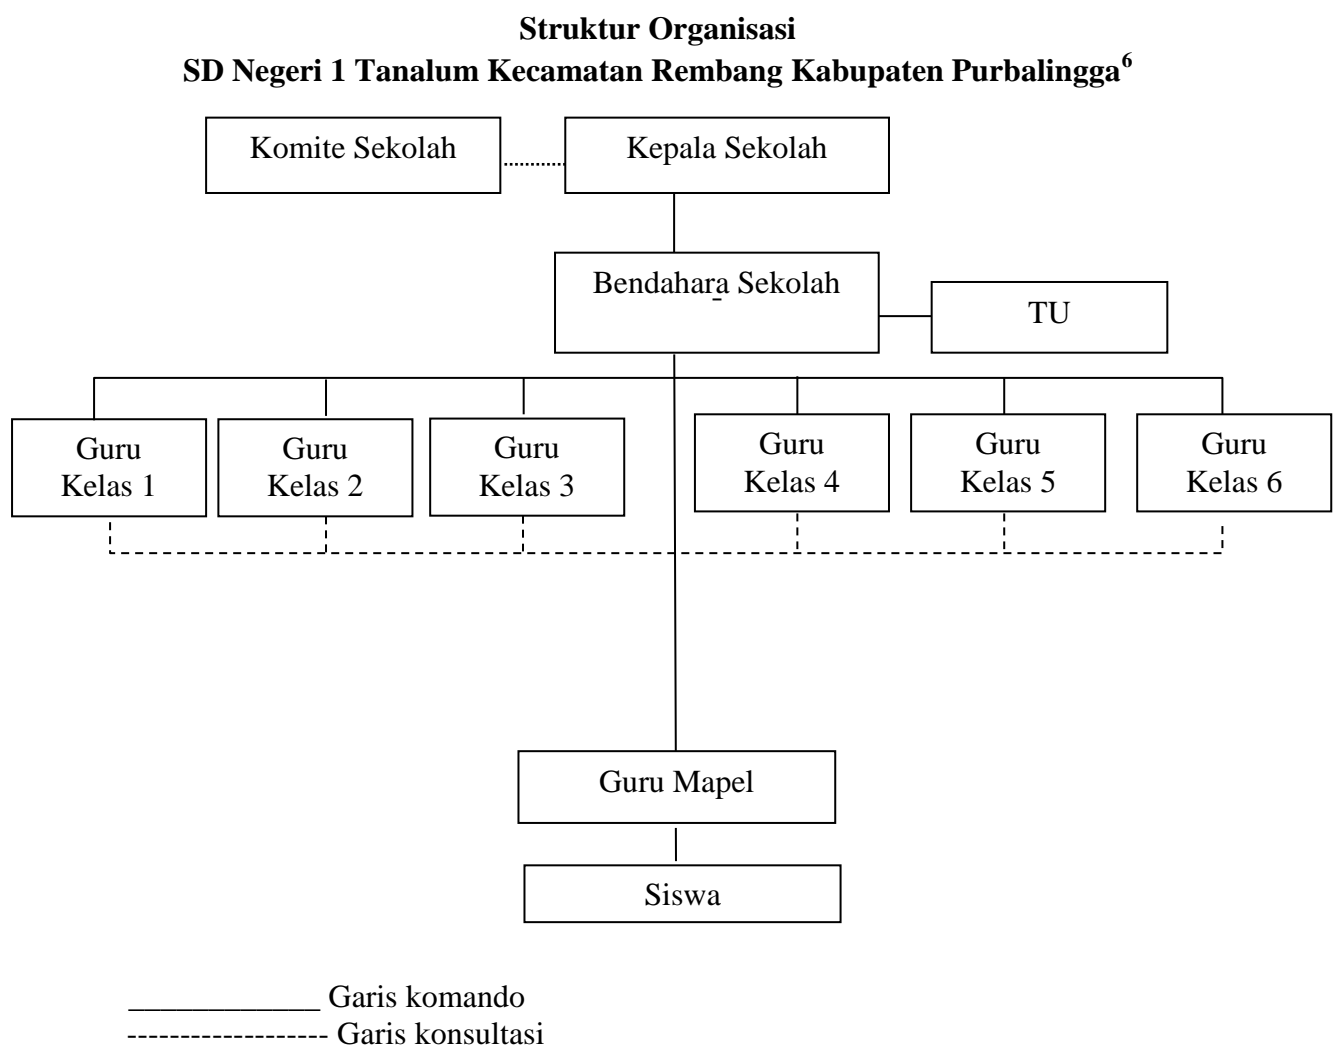 Struktur Organisasi
SD Negeri 1 Tanalum Kecamatan Rembang Kabupaten Purbalingga6
Komite Sekolah
Kepala Sekolah
Bendahara Sekolah
TU
Guru
Kelas 1
Guru
Kelas 2
Guru
Kelas 3
Guru
Kelas 4
Guru
Kelas 5
Guru
Kelas 6
Guru Mapel
Siswa
____________ Garis komando
------------------ Garis konsultasi